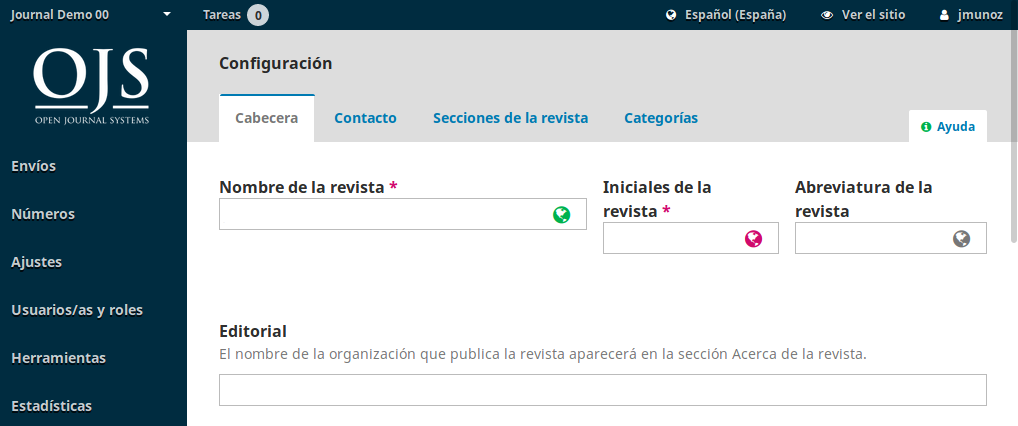 Journal Demo 00
Tareas 0
Español (España)
Ver el sitio
jmunoz
OJS
OPEN JOURNAL SYSTEMS
Envíos
Números
Ajustes
Usuarios/as y roles
Herramientas
Estadísticas
Configuración
Cabecera
Contacto
Secciones de la revista
Categorías
Ayuda
Nombre de la revista *
Iniciales de la
revista *
Abreviatura de la
revista
Editorial
El nombre de la organización que publica la revista aparecerá en la sección Acerca de la revista.